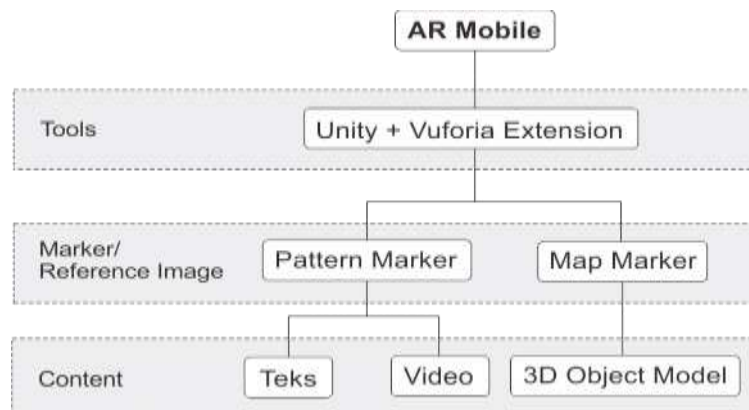 AR Mobile
Tools
Unity + Vuforia Extension
Marker/
Reference Image
Pattern Marker
Map Marker
Content
Teks
Video
3D Object Model